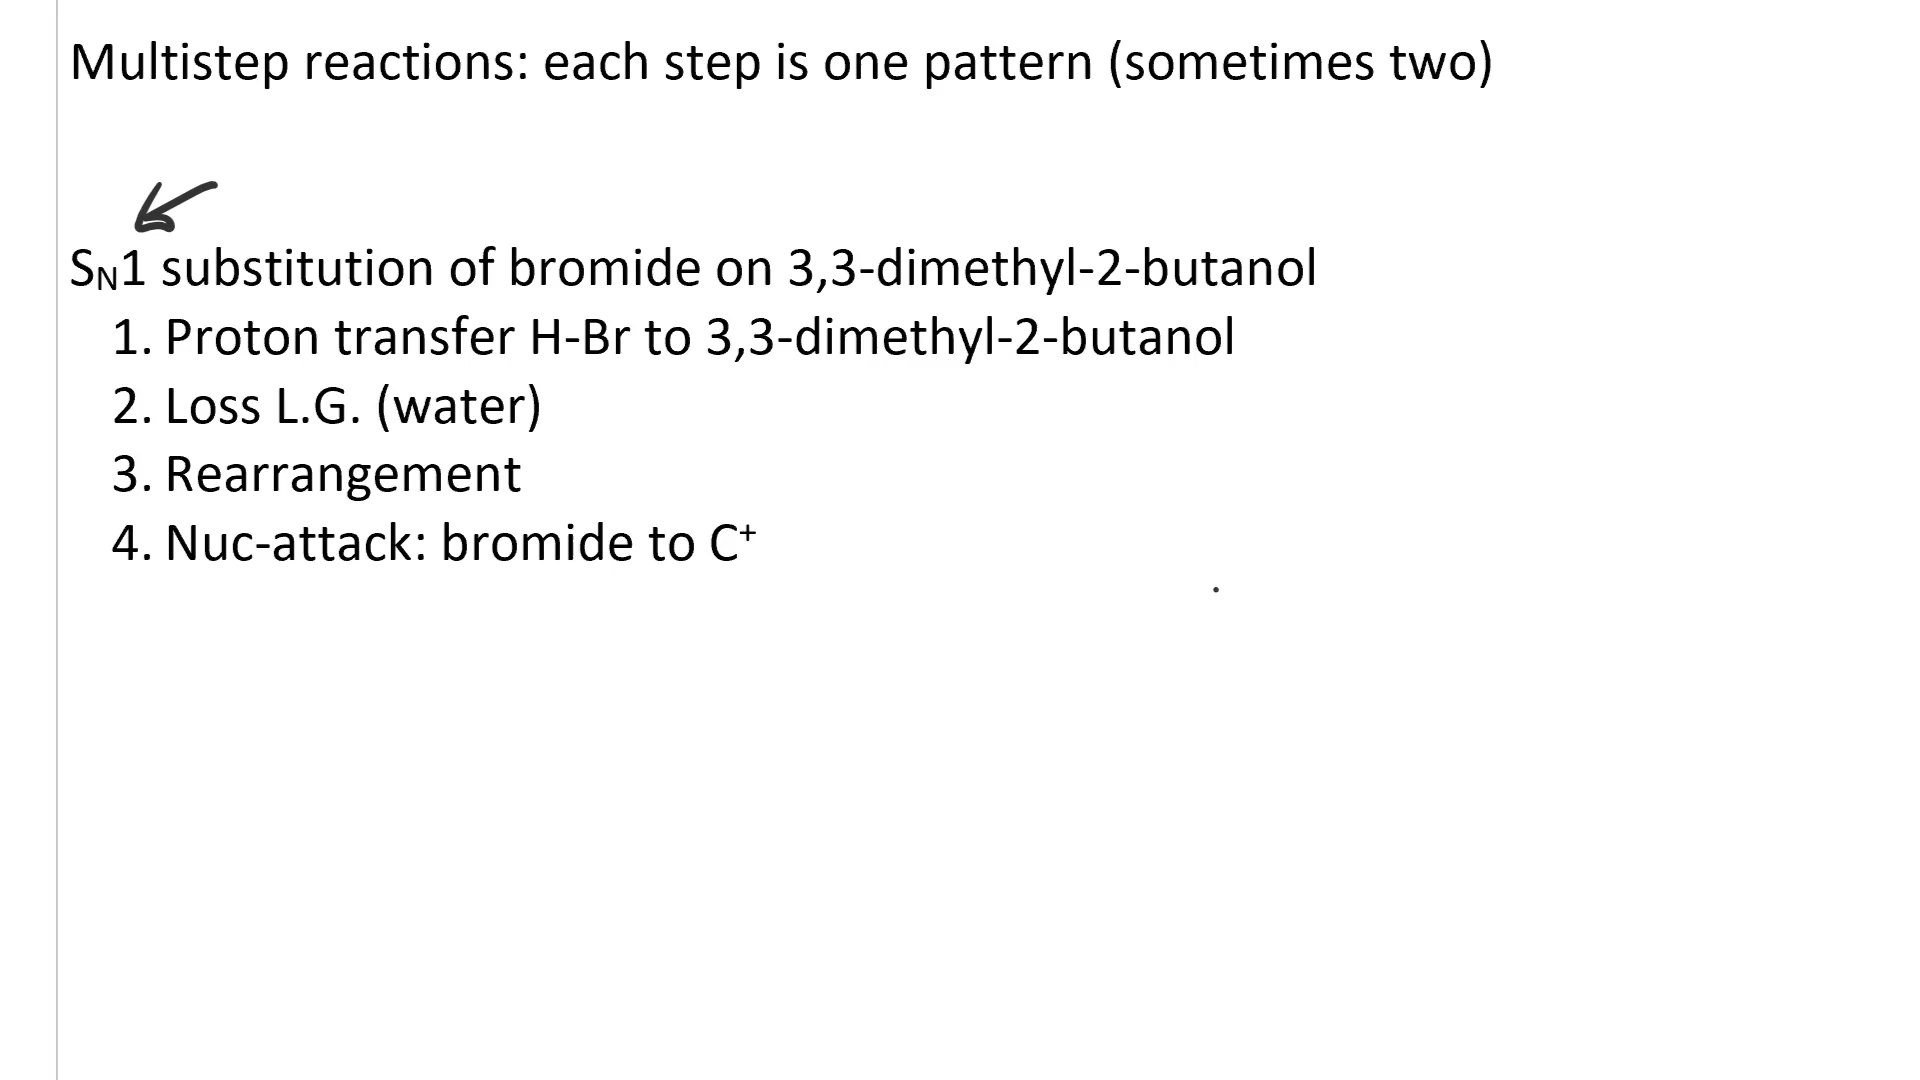 Multistep reactions: each step is one pattern (sometimes two)
S_N1 substitution of bromide on 3,3-dimethyl-2-butanol
1. Proton transfer H-Br to 3,3-dimethyl-2-butanol
2. Loss L.G. (water)
3. Rearrangement
4. Nuc-attack: bromide to C⁺